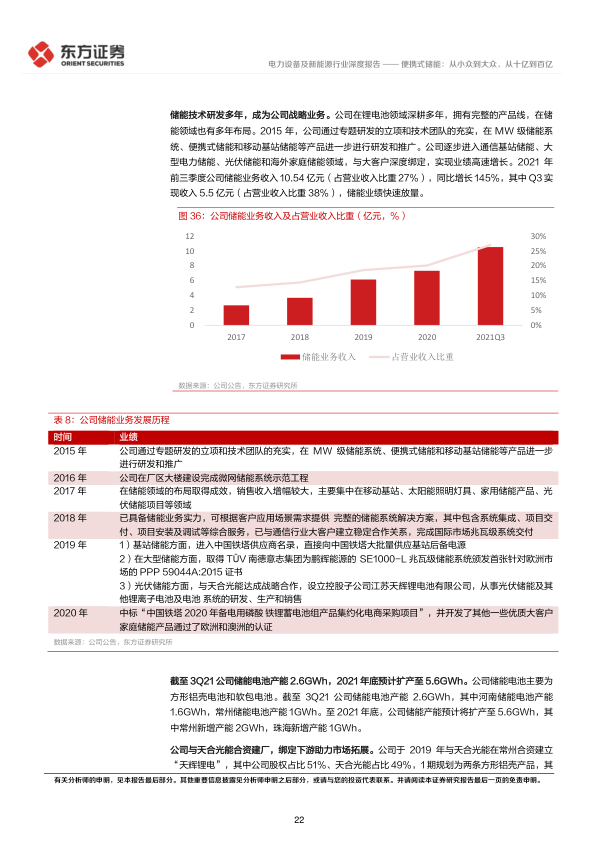 东方证券
ORIENT SECURITIES
电力设备及新能源行业深度报告 —— 便携式储能：从小众到大众，从十亿到百亿
储能技术研发多年，成为公司战略业务。公司在锂电池领域深耕多年，拥有完整的产品线，在储
能领域也有多年布局。2015 年，公司通过专题研发的立项和技术团队的充实，在 MW 级储能系
统、便携式储能和移动基站储能等产品进一步进行研发和推广。公司逐步进入通信基站储能、大
型电力储能、光伏储能和海外家庭储能领域，与大客户深度绑定，实现业绩高速增长。2021 年
前三季度公司储能业务收入 10.54 亿元（占营业收入比重 27%），同比增长 145%，其中 Q3 实
现收入 5.5 亿元（占营业收入比重 38%），储能业绩快速放量。
图 36：公司储能业务收入及占营业收入比重（亿元，%）
12 30%
10 25%
8 20%
6 15%
4 10%
2 5%
0 0%
2017 2018 2019 2020 2021Q3
储能业务收入 占营业收入比重
数据来源：公司公告，东方证券研究所
表 8：公司储能业务发展历程
时间 业绩
2015 年 公司通过专题研发的立项和技术团队的充实，在 MW 级储能系统、便携式储能和移动基站储能等产品进一步
进行研发和推广
2016 年 公司在厂区大楼建设完成微网储能系统示范工程
2017 年 在储能领域的布局取得成效，销售收入增幅较大，主要集中在移动基站、太阳能照明灯具、家用储能产品、光
伏储能项目等领域
2018 年 已具备储能业务实力，可根据客户应用场景需求提供 完整的储能系统解决方案，其中包含系统集成、项目交
付、项目安装及调试等综合服务，已与通信行业大客户建立稳定合作关系，完成国际市场兆瓦级系统交付
2019 年 1）基站储能方面，进入中国铁塔供应商名录，直接向中国铁塔大批量供应基站后备电源
2）在大型储能方面，取得 TÜV 南德意志集团为鹏辉能源的 SE1000-L 兆瓦级储能系统颁发首张针对欧洲市
场的 PPP 59044A:2015 证书
3）光伏储能方面，与天合光能达成战略合作，设立控股子公司江苏天辉锂电池有限公司，从事光伏储能及其
他锂离子电池及电池 系统的研发、生产和销售
2020 年 中标“中国铁塔 2020 年备电用磷酸 铁锂蓄电池组产品集约化电商采购项目”，并开发了其他一些优质大客户
家庭储能产品通过了欧洲和澳洲的认证
数据来源：公司公告，东方证券研究所
截至 3Q21 公司储能电池产能 2.6GWh，2021 年底预计扩产至 5.6GWh。公司储能电池主要为
方形铝壳电池和软包电池。截至 3Q21 公司储能电池产能 2.6GWh，其中河南储能电池产能
1.6GWh，常州储能电池产能 1GWh。至 2021 年底，公司储能产能预计将扩产至 5.6GWh，其
中常州新增产能 2GWh，珠海新增产能 1GWh。
公司与天合光能合资建厂，绑定下游助力市场拓展。公司于 2019 年与天合光能在常州合资建立
“天辉锂电”，其中公司股权占比 51%、天合光能占比 49%，1 期规划为两条方形铝壳产品，其
有关分析师的申明，见本报告最后部分。其他重要信息披露见分析师申明之后部分，或请与您的投资代表联系。并请阅读本证券研究报告最后一页的免责申明。
22